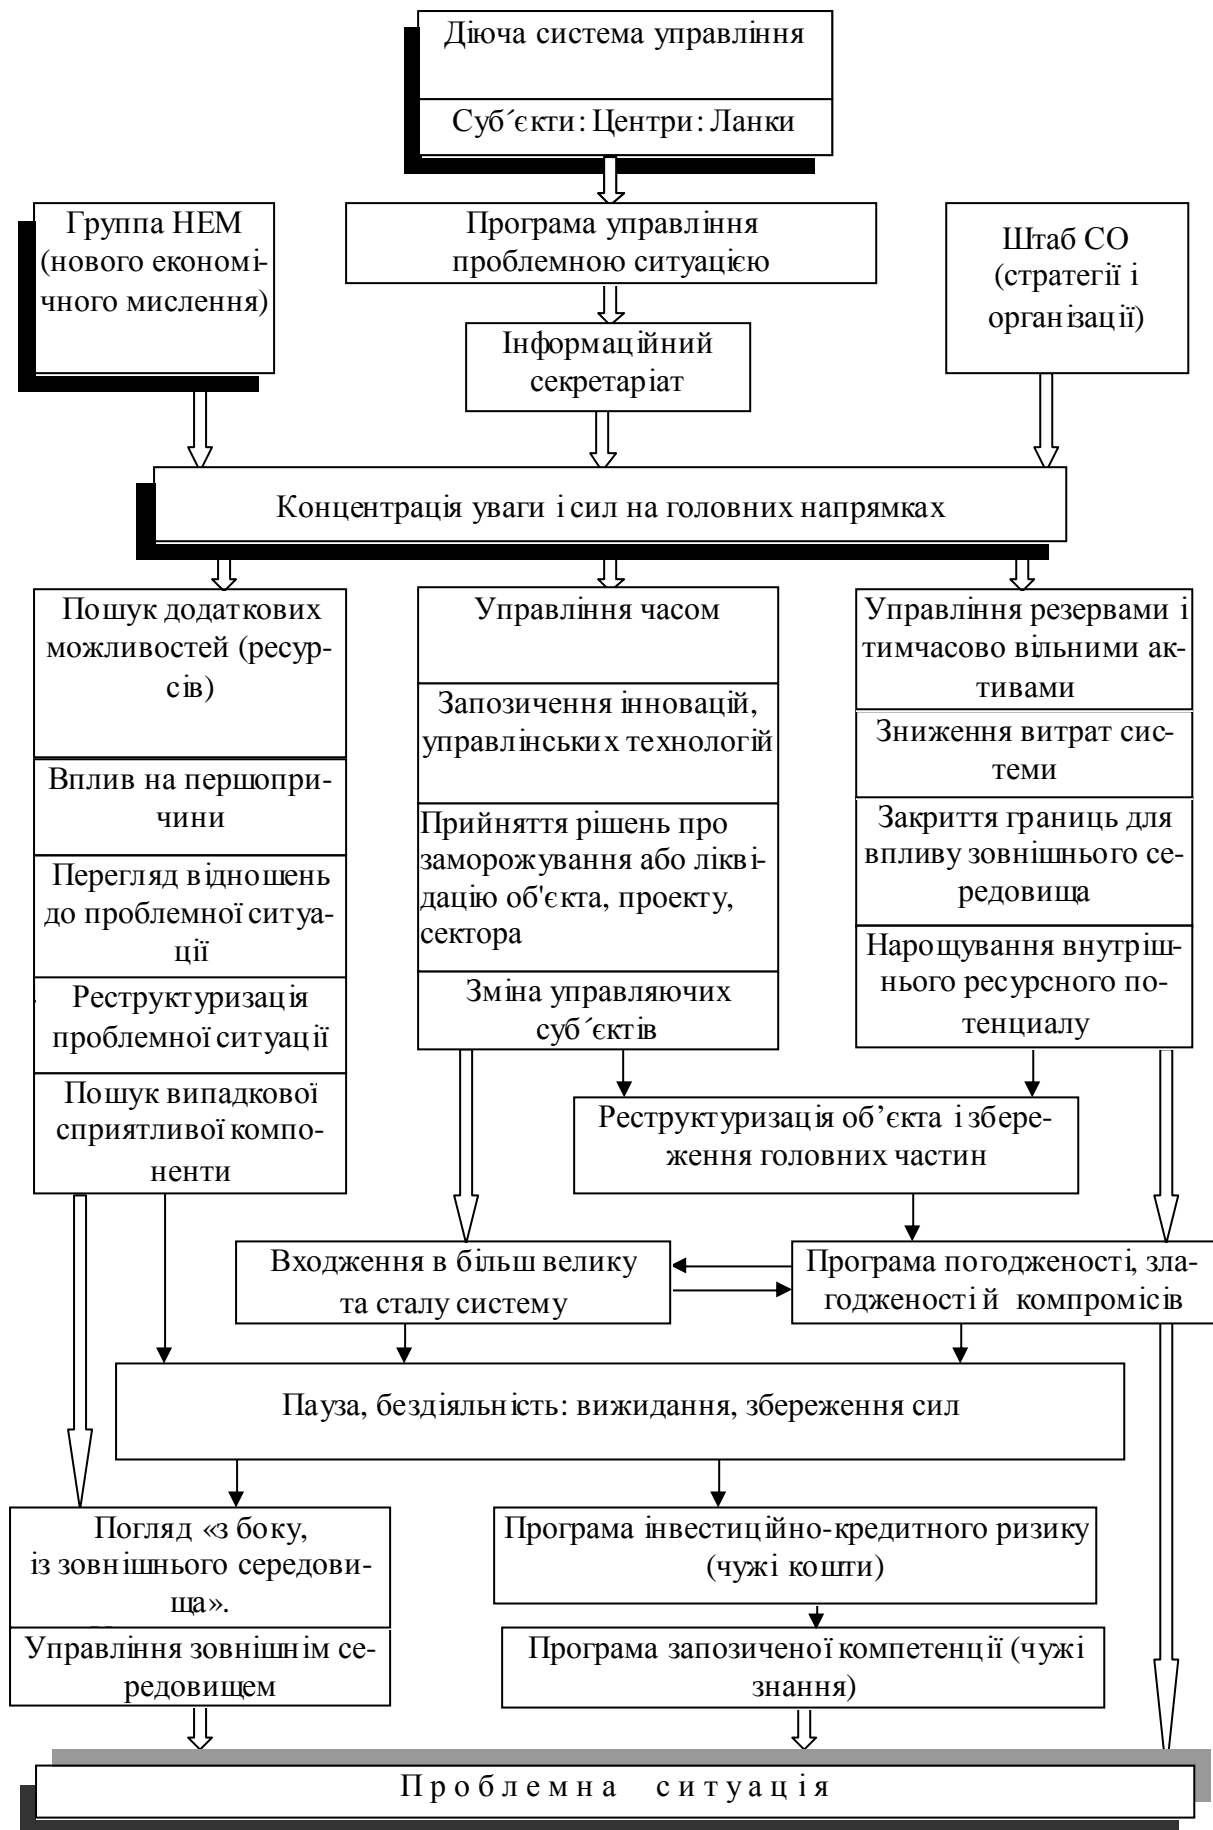 Діюча система управління
Суб´єкти: Центри: Ланки
Группа НЕМ
(нового економі-
чного мислення)
Програма управління
проблемною ситуацією
Штаб СО
(стратегії і
організації)
Інформаційний
секретаріат
Концентрація уваги і сил на головних напрямках
Пошук додаткових
можливостей (ресур-
сів)
Вплив на першопри-
чини
Перегляд відношень
до проблемної ситуа-
ції
Реструктуризація
проблемної ситуації
Пошук випадкової
сприятливої компо-
ненти
Управління часом
Запозичення інновацій,
управлінських технологій
Прийняття рішень про
заморожування або лікві-
дацію об'єкта, проекту,
сектора
Зміна управляючих
суб´єктів
Управління резервами і
тимчасово вільними ак-
тивами
Зниження витрат сис-
теми
Закриття границь для
впливу зовнішнього се-
редовища
Нарощування внутріш-
нього ресурсного по-
тенциалу
Реструктуризація об’єкта і збере-
ження головних частин
Входження в більш велику
та сталу систему
Програма погодженості, зла-
годженості й компромісів
Пауза, бездіяльність: вижидання, збереження сил
Погляд «з боку,
із зовнішнього середови-
ща».
Управління зовнішнім се-
редовищем
Програма інвестиційно-кредитного ризику
(чужі кошти)
Програма запозиченої компетенції (чужі
знання)
Проблемна ситуація